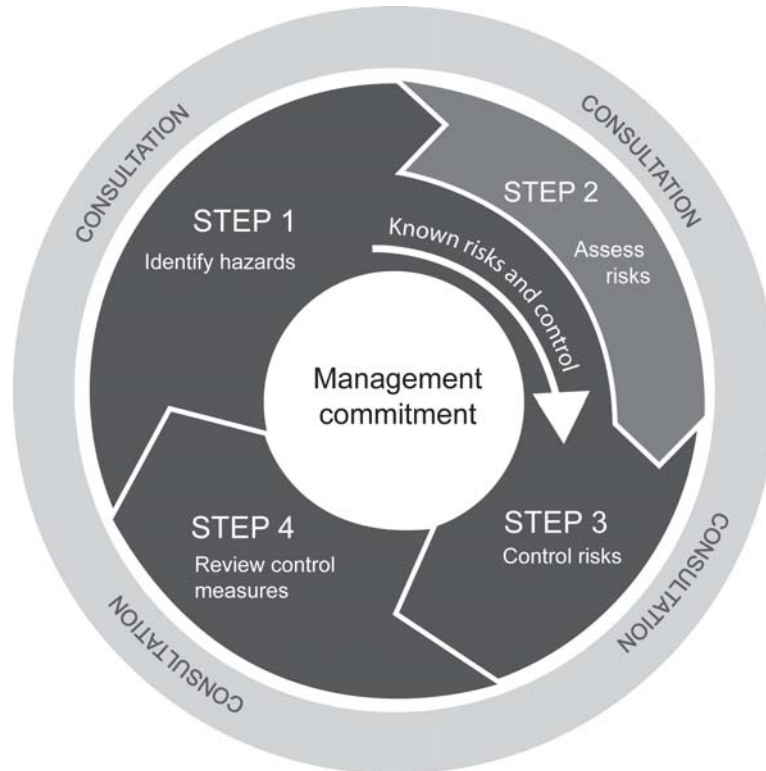 CONSULTATION
CONSULTATION
STEP 1
Identify hazards
STEP 2
Assess
risks
Known risks and control
Management
commitment
STEP 3
Control risks
STEP 4
Review control
measures
CONSULTATION
CONSULTATION